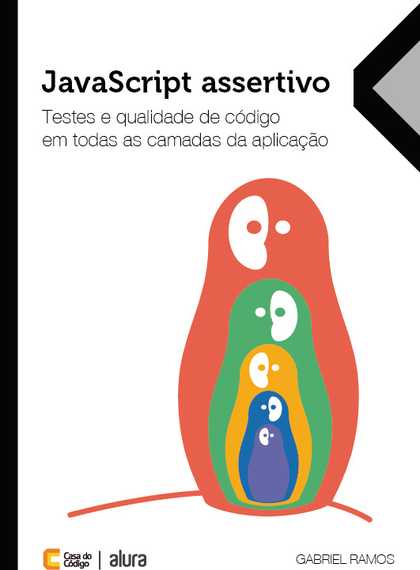 JavaScript assertivo
Testes e qualidade de código
em todas as camadas da aplicação
Casa do
Código
alura
GABRIEL RAMOS